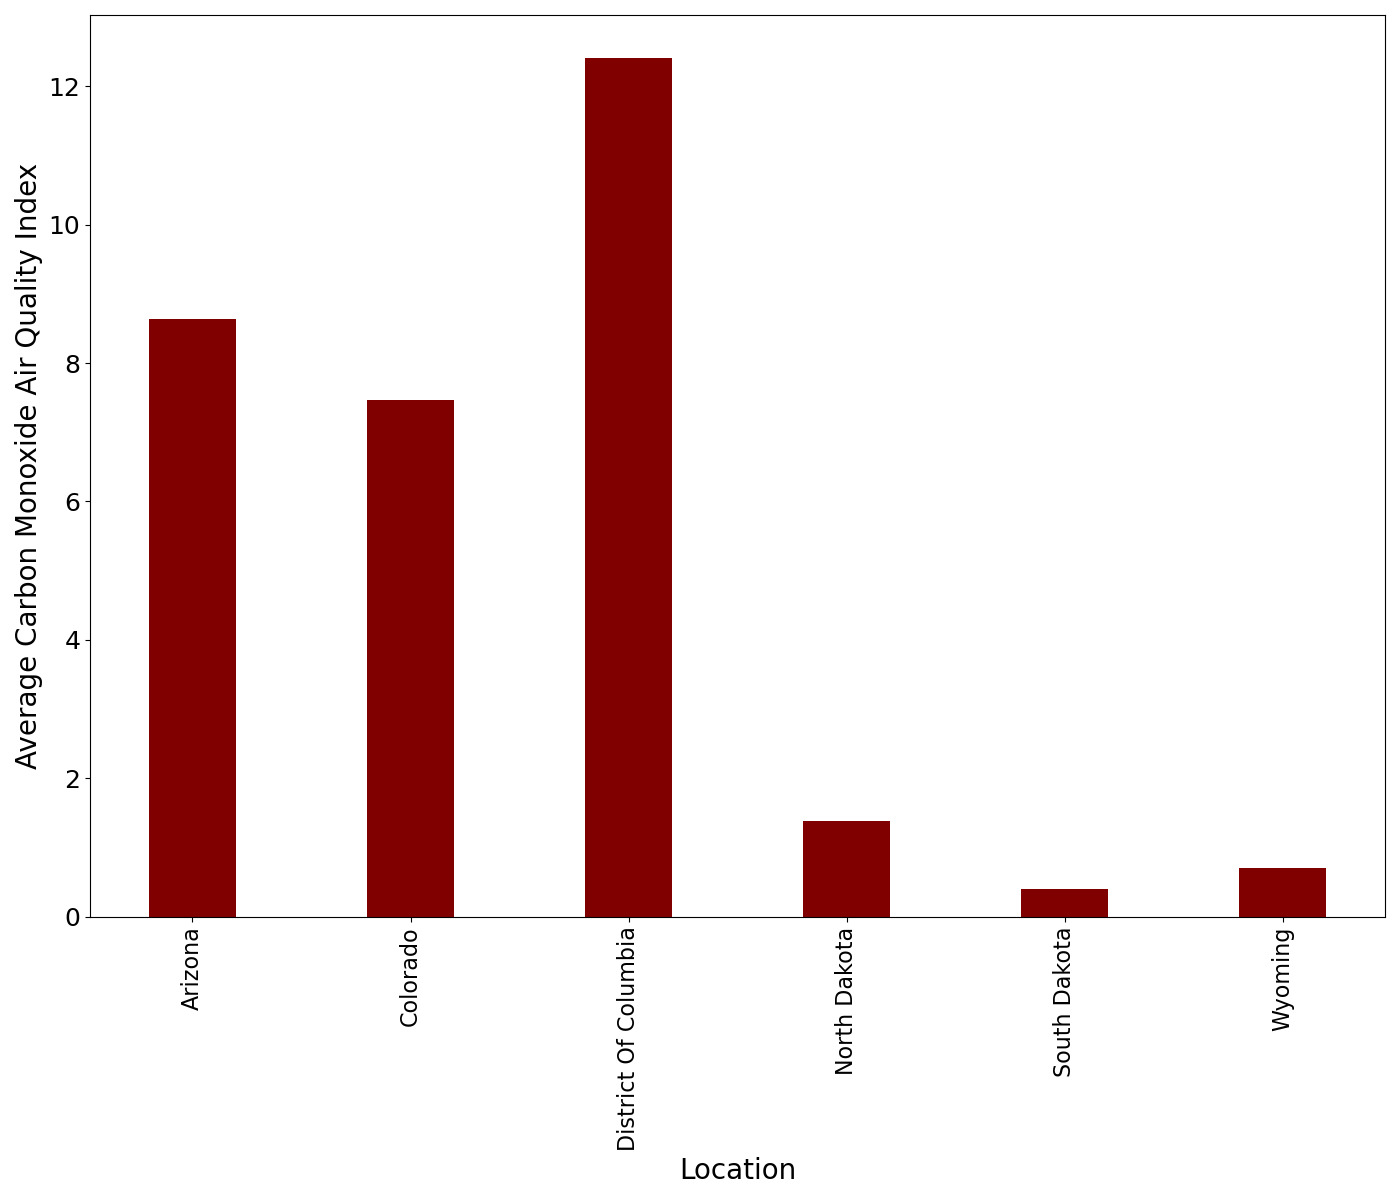 Average Carbon Monoxide Air Quality Index
12
10
8
6
4
2
0
Arizona
Colorado
District Of Columbia
North Dakota
South Dakota
Wyoming
Location